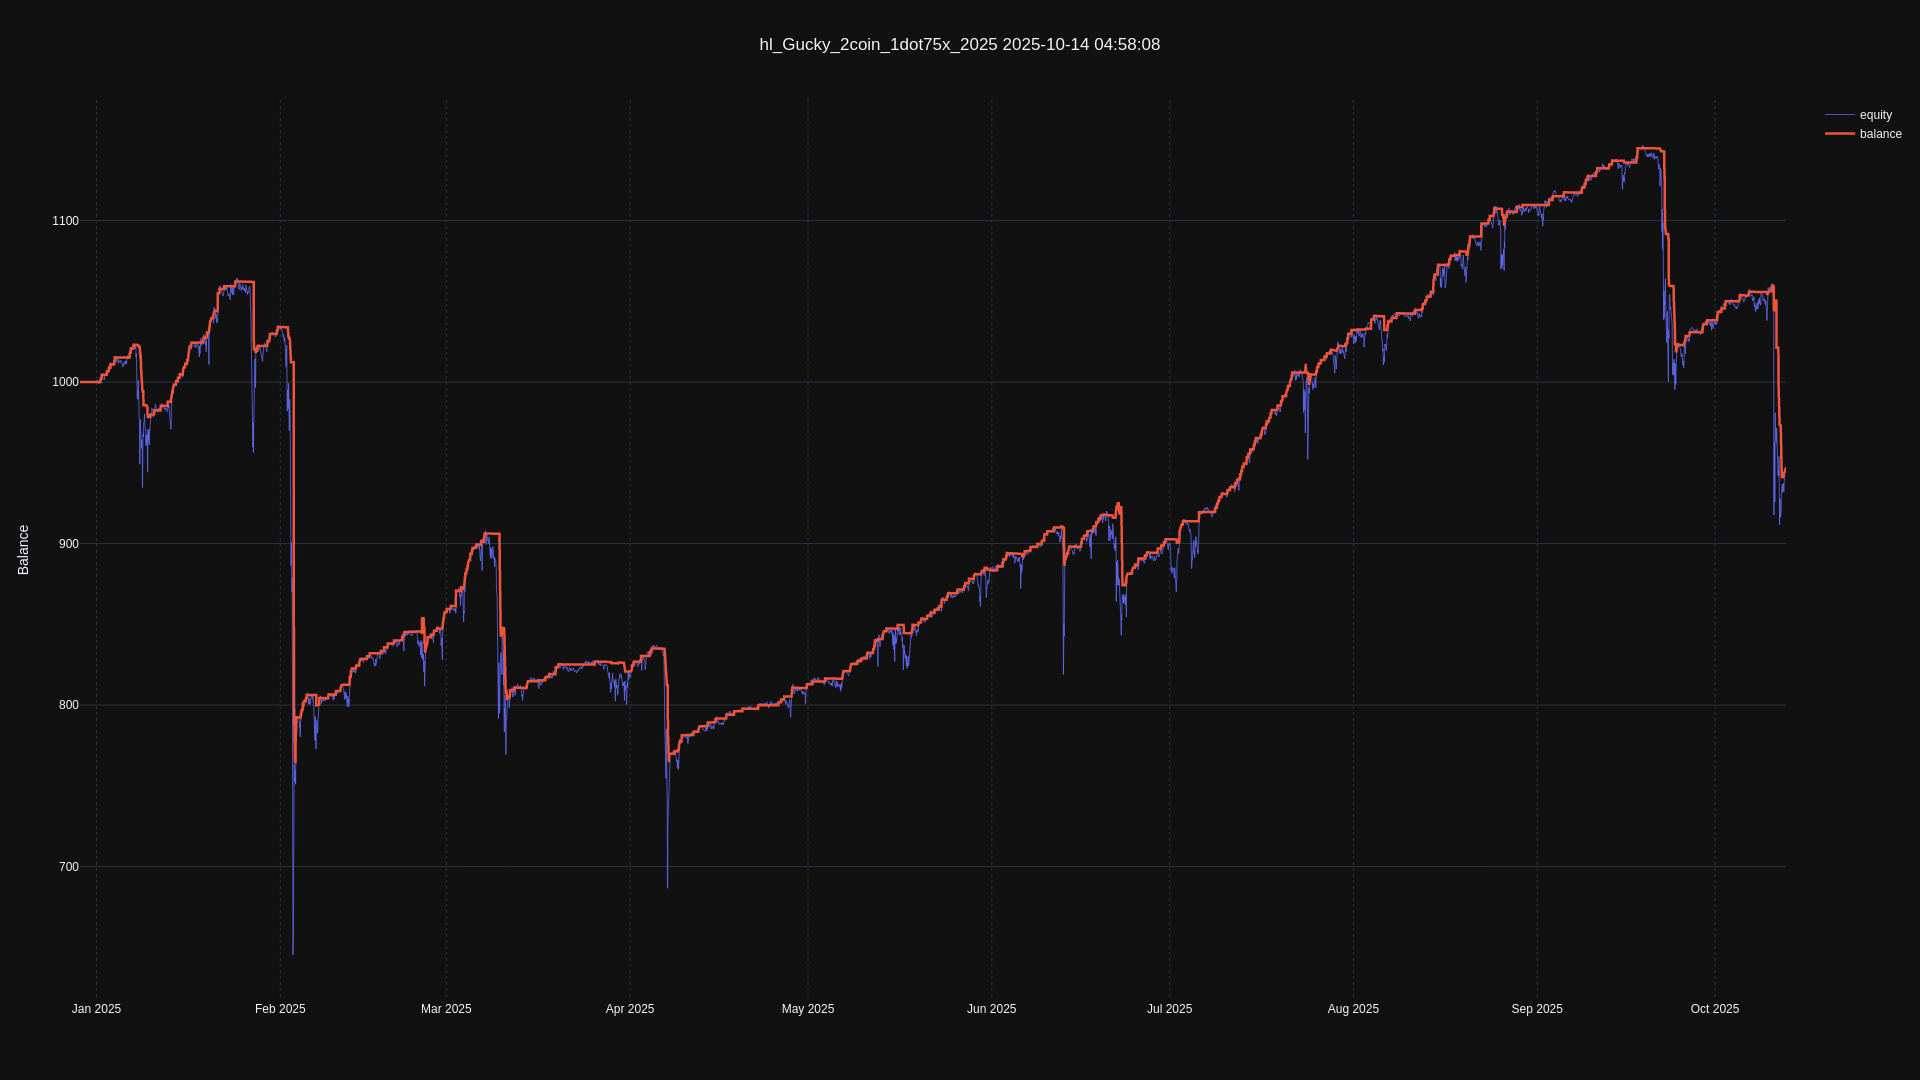 hl_Gucky_2coin_1dot75x_2025 2025-10-14 04:58:08
equity
balance
Balance
1100
1000
900
800
700
Jan 2025
Feb 2025
Mar 2025
Apr 2025
May 2025
Jun 2025
Jul 2025
Aug 2025
Sep 2025
Oct 2025